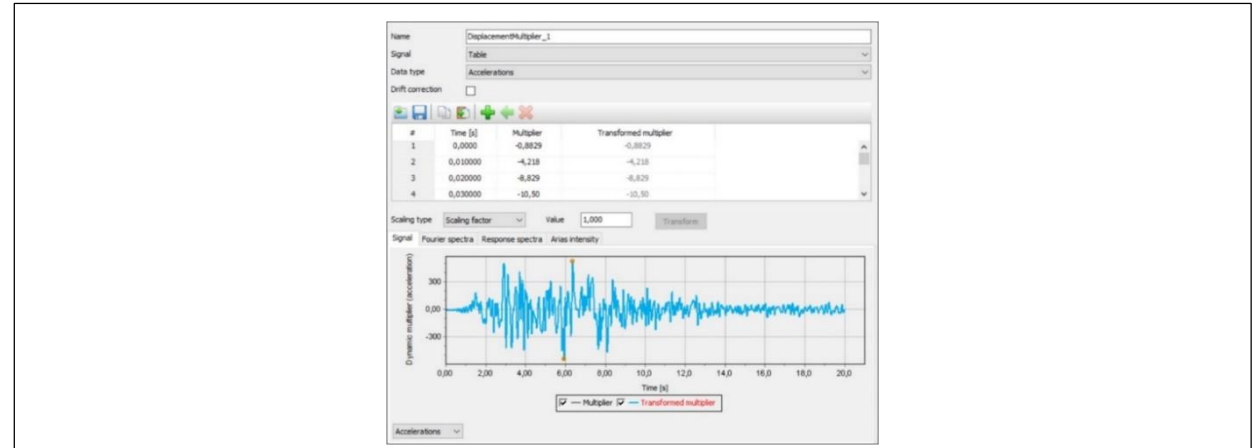 Name DisplacementMultiplier_1
Signal Table
Data type Accelerations
Drift correction
# Time [s] Multiplier Transformed multiplier
1 0,0000 -0,8829 -0,8829
2 0,010000 -4,218 -4,218
3 0,020000 -8,829 -8,829
4 0,030000 -10,50 -10,50
Scaling type Scaling factor Value 1,000 Transform
Signal Fourier spectra Response spectra Arias intensity
Dynamic multiplier (acceleration)
300
0,00
-300
0,00 2,00 4,00 6,00 8,00 10,0 12,0 14,0 16,0 18,0 20,0
Time [s]
Multiplier Transformed multiplier
Accelerations